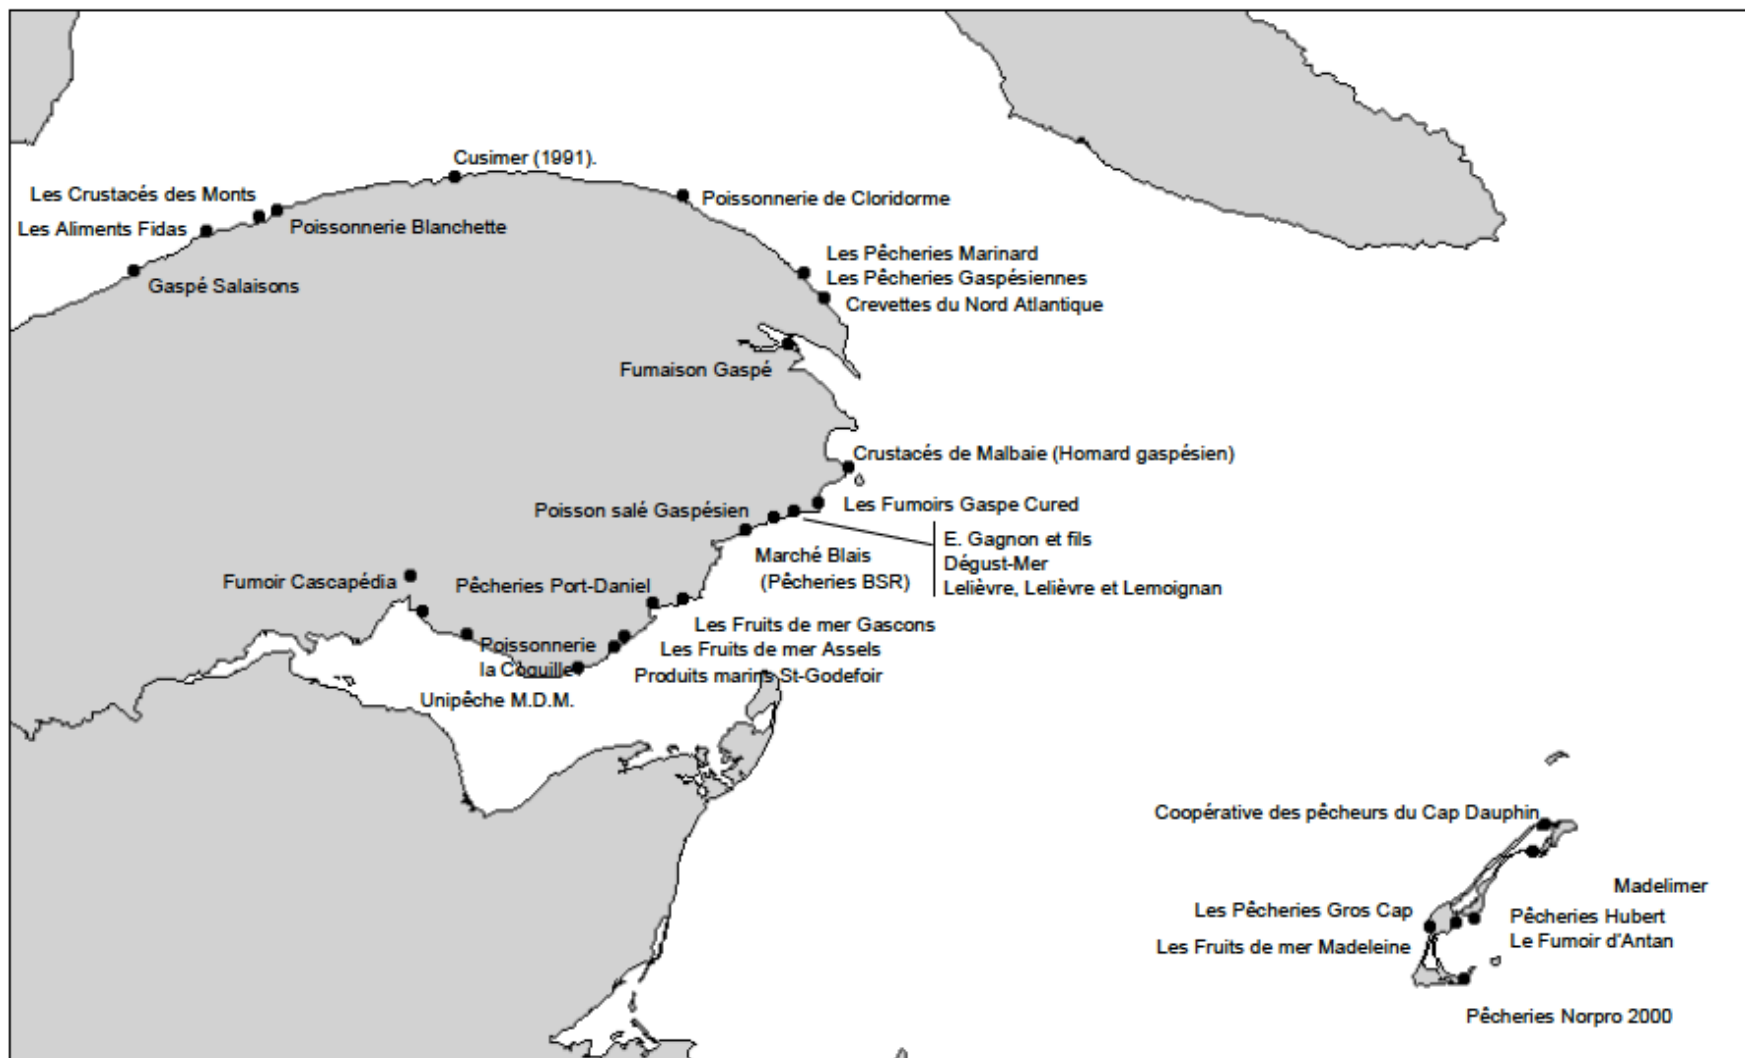 Cusimer (1991).
Les Crustacés des Monts
Poissonnerie de Cloridorme
Les Aliments Fidas
Poissonnerie Blanchette
Les Pêcheries Marinard
Gaspé Salaisons
Les Pêcheries Gaspésiennes
Crevettes du Nord Atlantique
Fumaison Gaspé
Crustacés de Malbaie (Homard gaspésien)
Les Fumoirs Gaspe Cured
Poisson salé Gaspésien
E. Gagnon et fils
Dégust-Mer
Lelièvre, Lelièvre et Lemoignan
Marché Blais
(Pêcheries BSR)
Fumoir Cascapédia
Pêcheries Port-Daniel
Les Fruits de mer Gascons
Poissonnerie
la Coquille
Les Fruits de mer Assels
Produits marins St-Godefoir
Unipêche M.D.M.
Coopérative des pêcheurs du Cap Dauphin
Madelimer
Les Pêcheries Gros Cap
Pêcheries Hubert
Le Fumoir d'Antan
Les Fruits de mer Madeleine
Pêcheries Norpro 2000